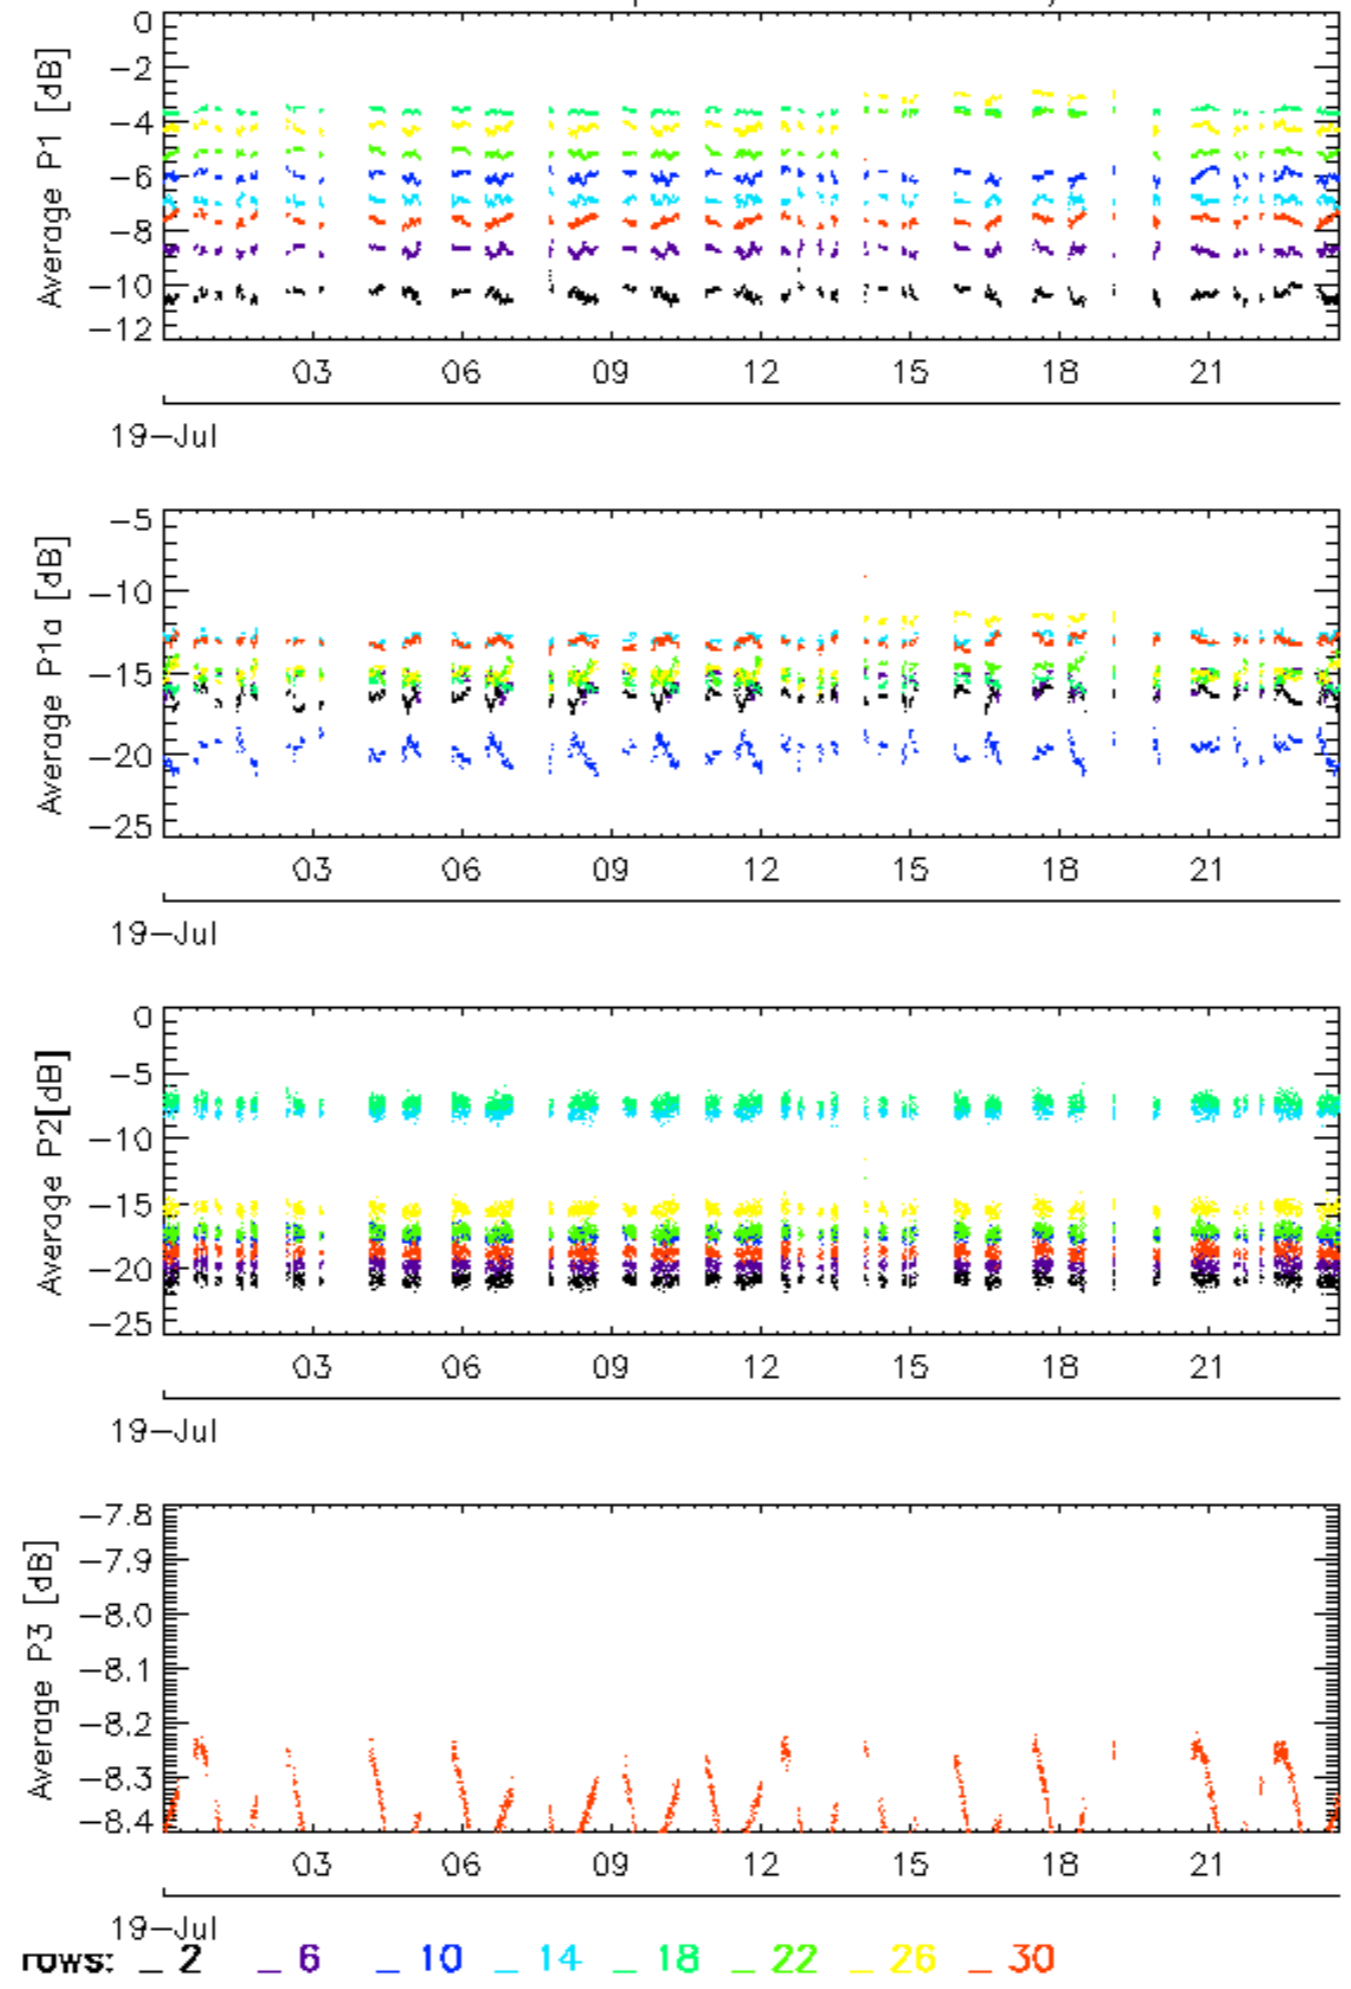 0
−2
−4
−6
−8
−10
−12
Average P1 [dB]
03 06 09 12 15 18 21
19−Jul
−5
−10
−15
−20
−25
Average P1a [dB]
03 06 09 12 15 18 21
19−Jul
0
−5
−10
−15
−20
−25
Average P2[dB]
03 06 09 12 15 18 21
19−Jul
−7.8
−7.9
−8.0
−8.1
−8.2
−8.3
−8.4
Average P3 [dB]
03 06 09 12 15 18 21
19−Jul
rows: _ 2 _ 6 _ 10 _ 14 _ 18 _ 22 _ 26 _ 30